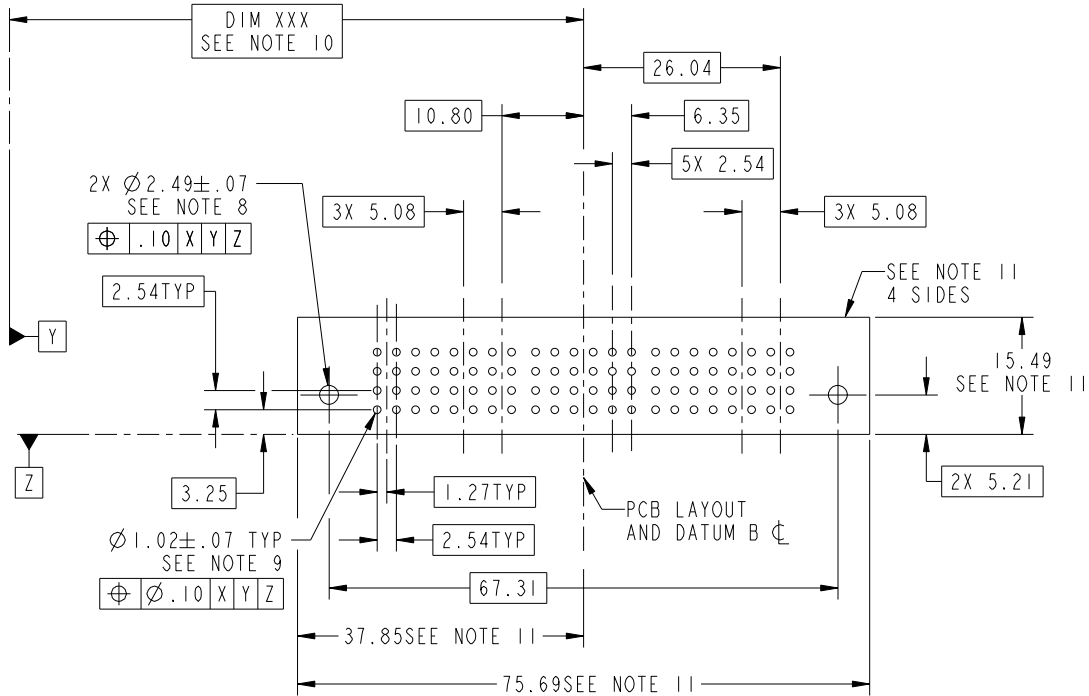 DIM XXX
SEE NOTE 10
26.04
10.80
6.35
5X 2.54
2X Ø2.49±.07
SEE NOTE 8
⌖ .10 X Y Z
3X 5.08
3X 5.08
2.54TYP
SEE NOTE 11
4 SIDES
Y
15.49
SEE NOTE 11
Z
3.25
1.27TYP
2X 5.21
PCB LAYOUT
AND DATUM B ℄
Ø1.02±.07 TYP
SEE NOTE 9
⌖ Ø.10 X Y Z
2.54TYP
67.31
37.85SEE NOTE 11
75.69SEE NOTE 11